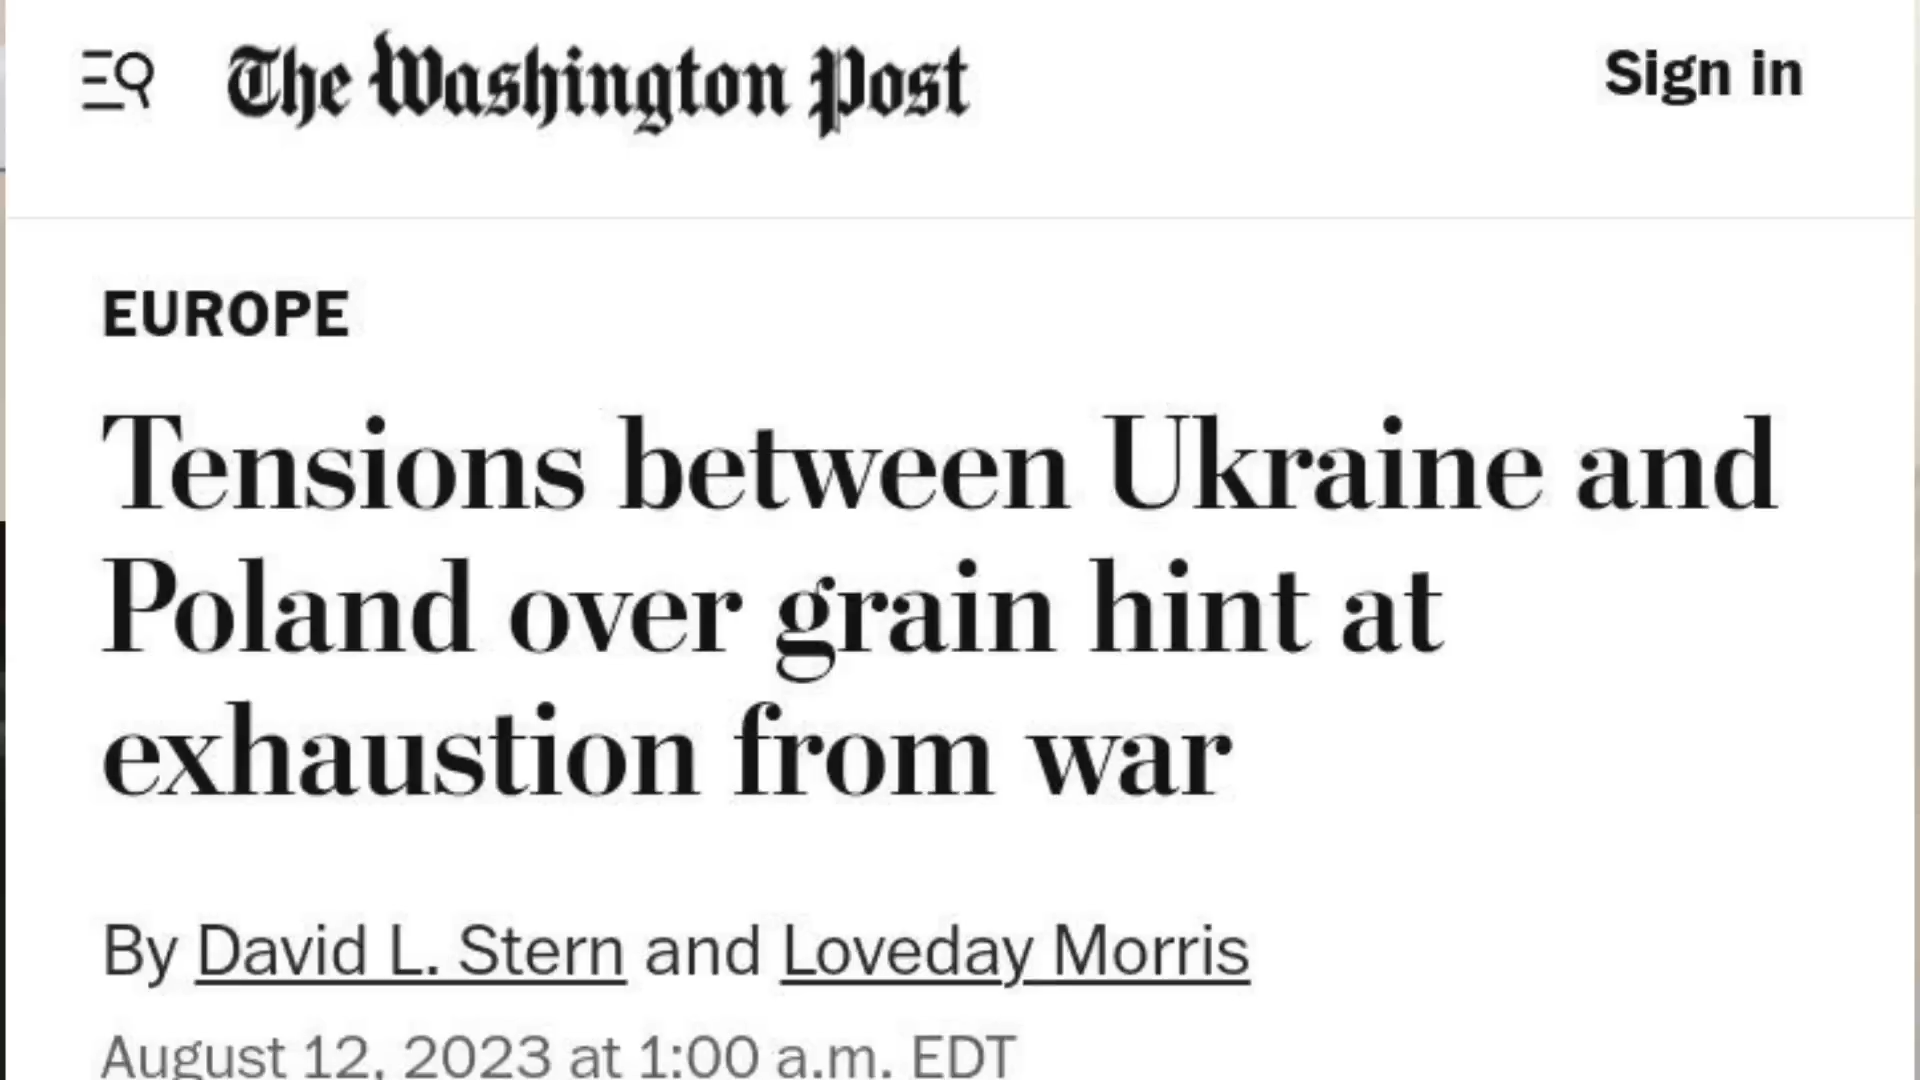 The Washington Post
Sign in
EUROPE
Tensions between Ukraine and
Poland over grain hint at
exhaustion from war
By David L. Stern and Loveday Morris
August 12, 2023 at 1:00 a.m. EDT